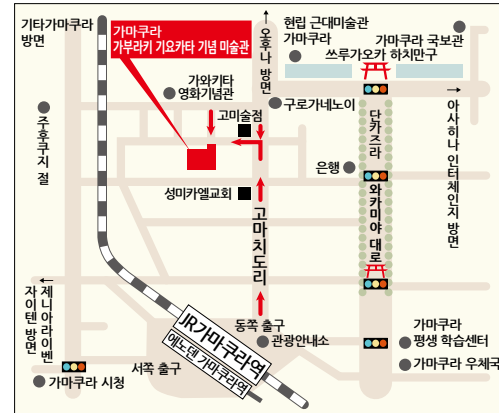 기타가마쿠라
방면
가마쿠라
가부라키 기요카타 기념 미술관
오후나 방면
현립 근대미술관
가마쿠라
가마쿠라 국보관
쓰루가오카 하치만구
가와키타
영화기념관
고미술점
구로가네노이
주후쿠지 절
단카즈라
아사히나 인터체인지 방면
은행
성미카엘교회
고마치도리
와카미야 대로
제니아라이벤
자이텐 방면
JR가마쿠라역
에노덴 가마쿠라역
동쪽 출구
관광안내소
가마쿠라
평생 학습센터
가마쿠라 우체국
서쪽 출구
가마쿠라 시청